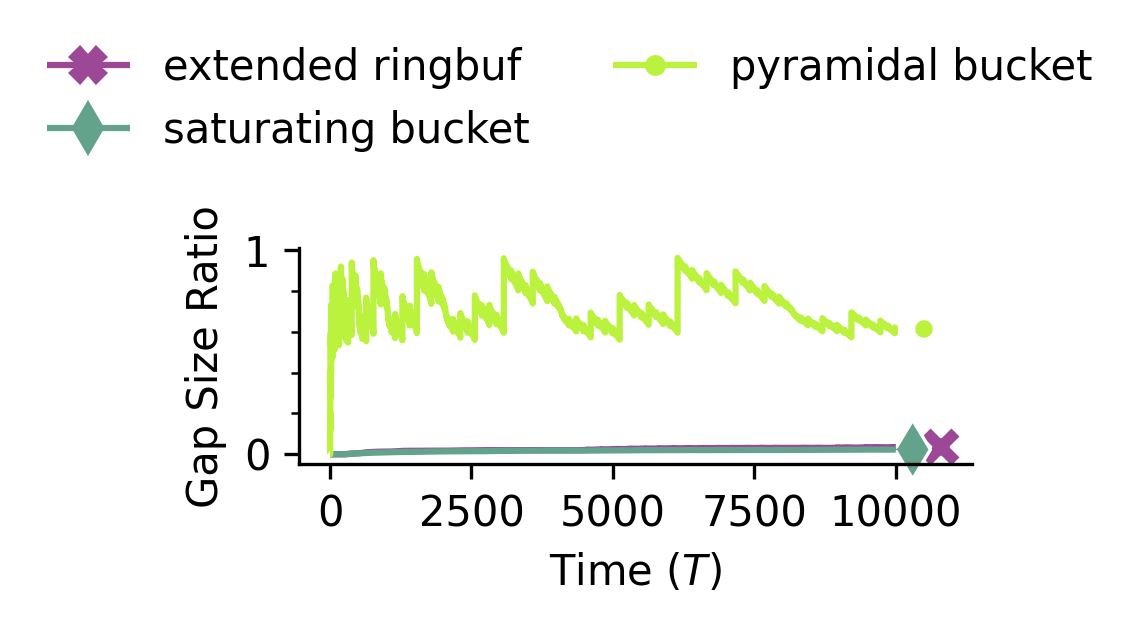 extended ringbuf
saturating bucket
pyramidal bucket
Gap Size Ratio
1
0
0 2500 5000 7500 10000
Time (T)